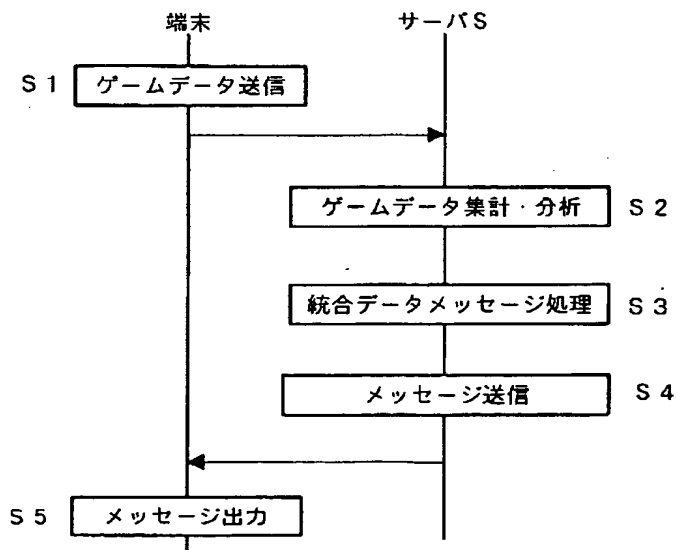 端末 サーバS
S1 ゲームデータ送信
ゲームデータ集計・分析 S2
統合データメッセージ処理 S3
メッセージ送信 S4
S5 メッセージ出力